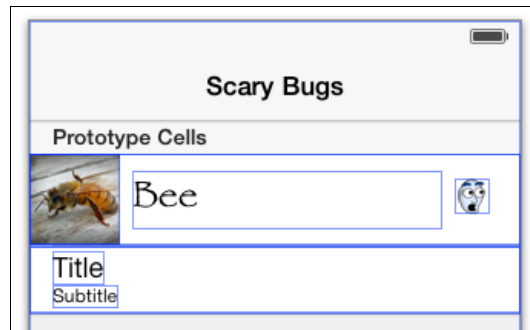 Scary Bugs
Prototype Cells
Bee
Title
Subtitle